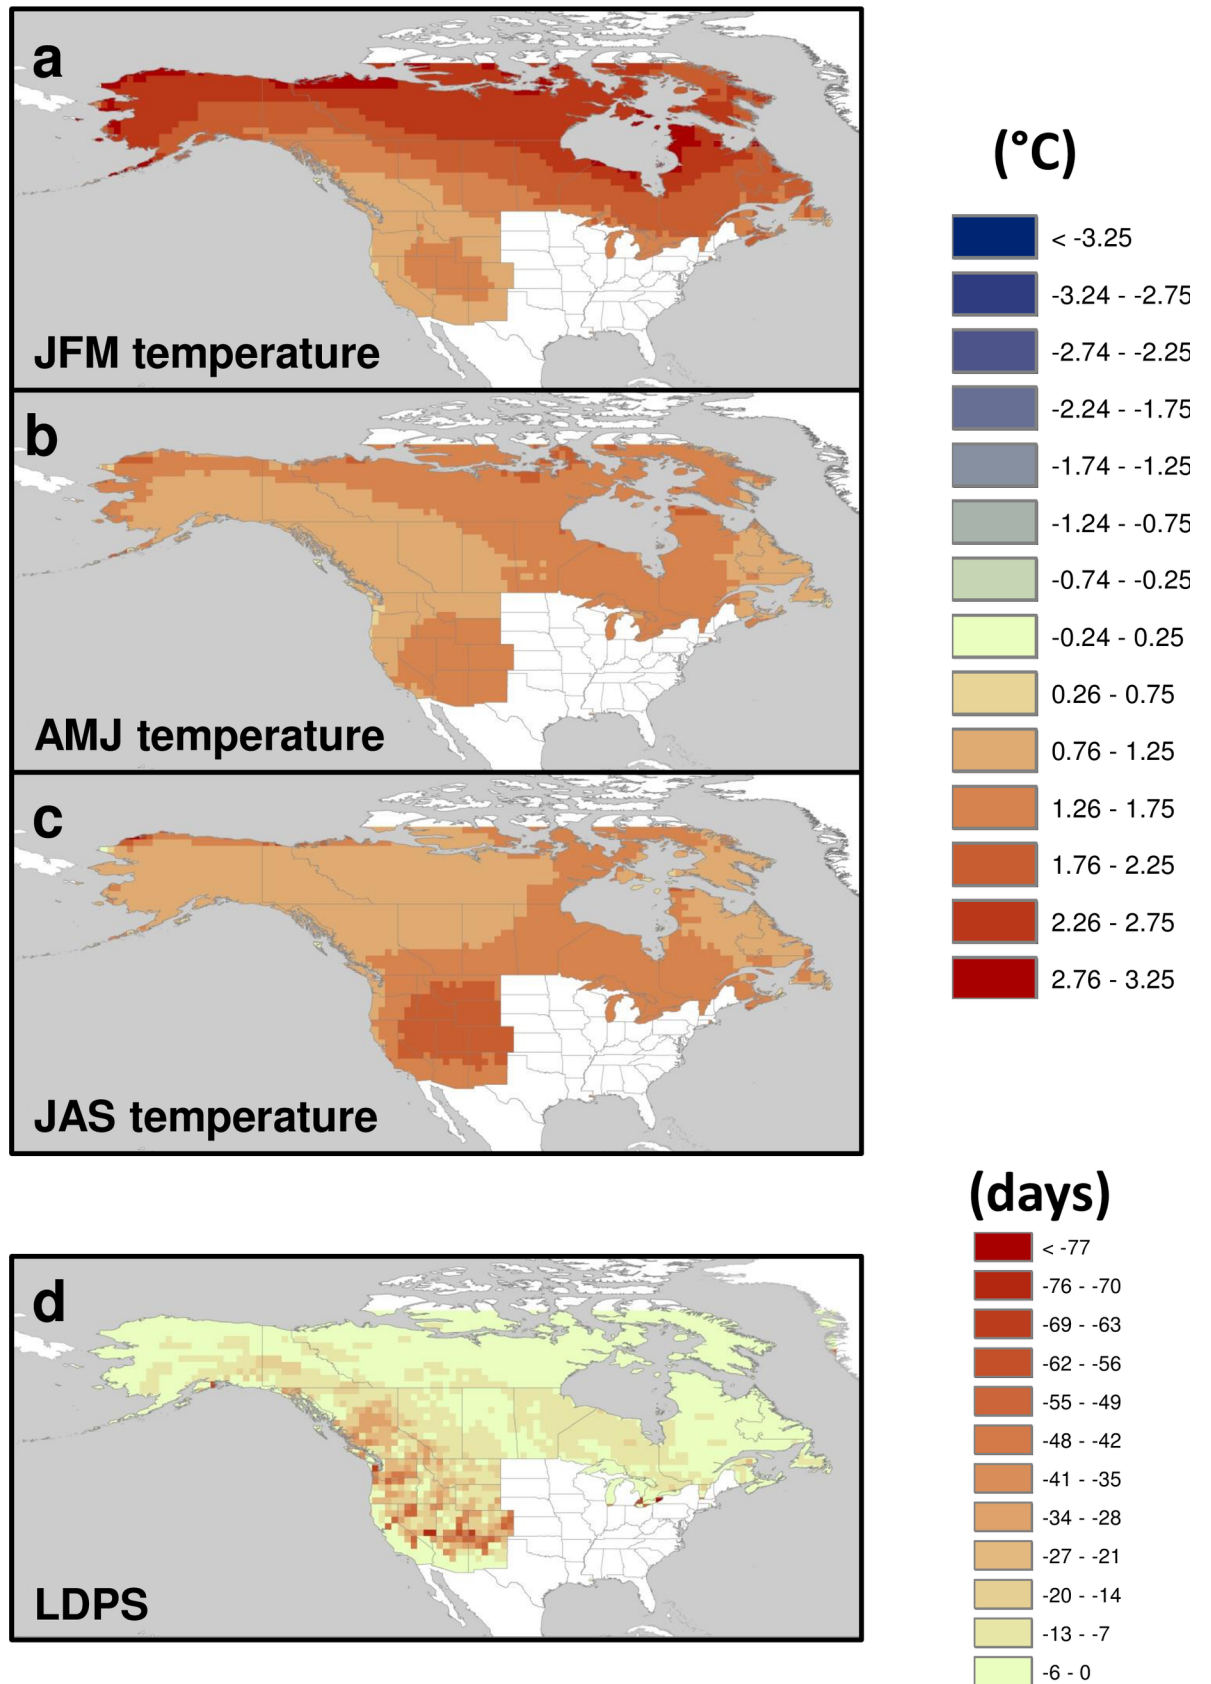 a
JFM temperature
b
AMJ temperature
c
JAS temperature
(°C)
< -3.25
-3.24 - -2.75
-2.74 - -2.25
-2.24 - -1.75
-1.74 - -1.25
-1.24 - -0.75
-0.74 - -0.25
-0.24 - 0.25
0.26 - 0.75
0.76 - 1.25
1.26 - 1.75
1.76 - 2.25
2.26 - 2.75
2.76 - 3.25
d
LDPS
(days)
< -77
-76 - -70
-69 - -63
-62 - -56
-55 - -49
-48 - -42
-41 - -35
-34 - -28
-27 - -21
-20 - -14
-13 - -7
-6 - 0